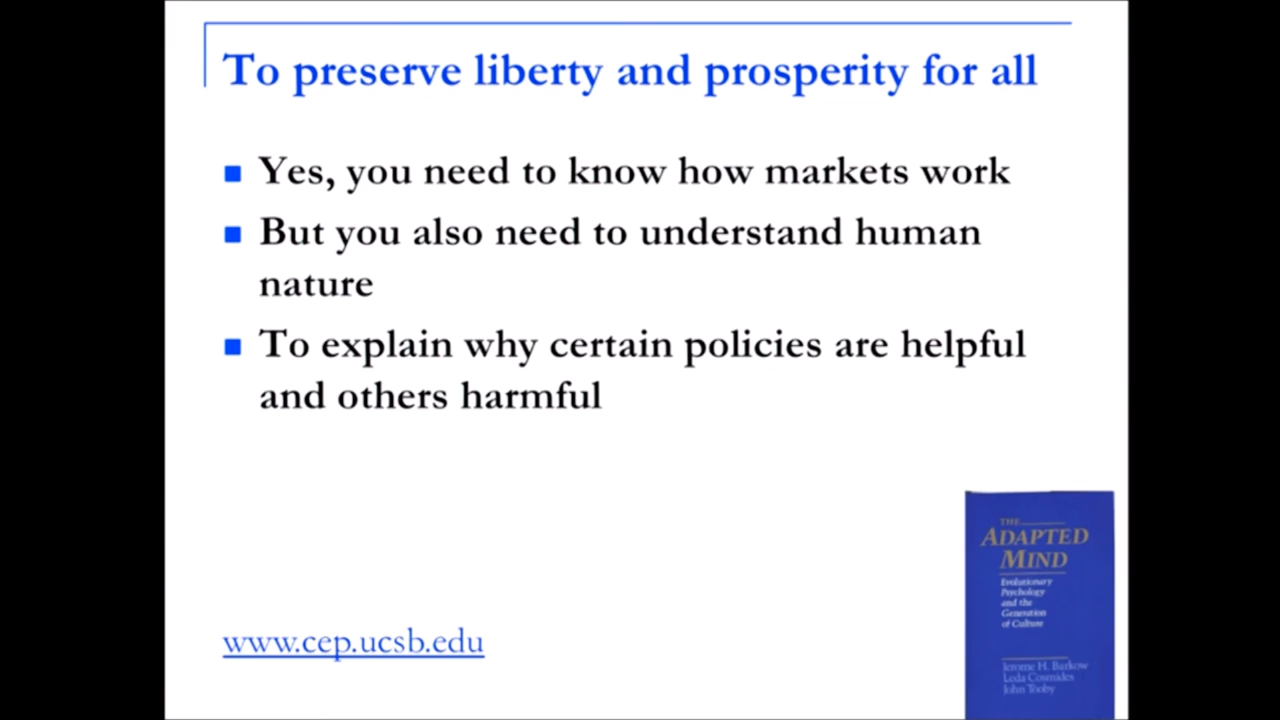 To preserve liberty and prosperity for all
Yes, you need to know how markets work
But you also need to understand human
nature
To explain why certain policies are helpful
and others harmful
www.cep.ucsb.edu
THE
ADAPTED
MIND
Evolutionary
Psychology
and the
Generation
of Culture
Jerome H. Barkow
Leda Cosmides
John Tooby